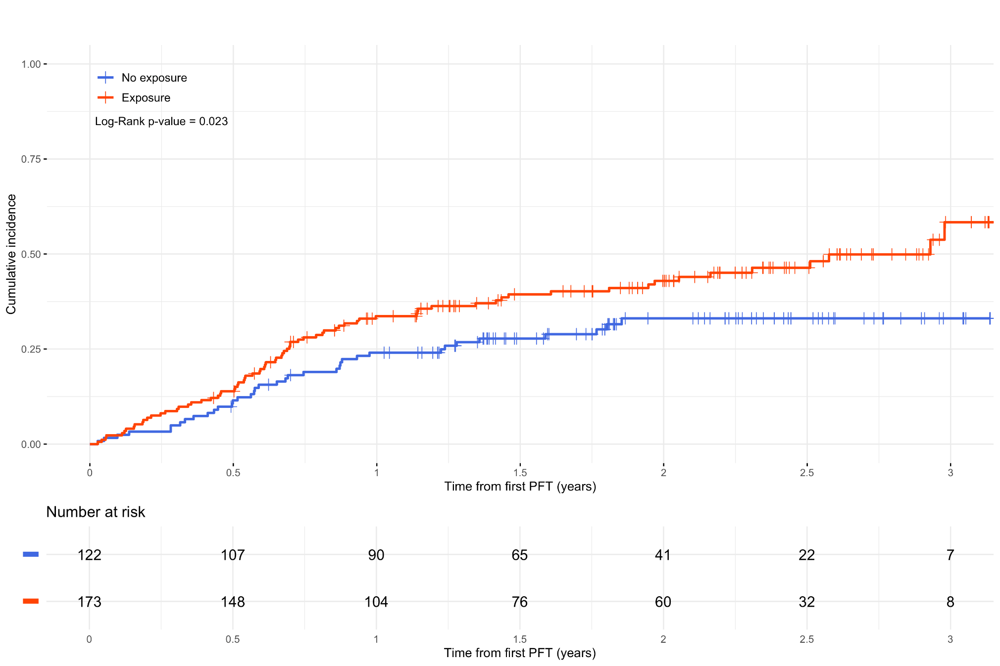 1.00
0.75
0.50
0.25
0.00
Cumulative incidence
No exposure
Exposure
Log-Rank p-value = 0.023
0 0.5 1 1.5 2 2.5 3
Time from first PFT (years)
Number at risk
122 107 90 65 41 22 7
173 148 104 76 60 32 8
0 0.5 1 1.5 2 2.5 3
Time from first PFT (years)